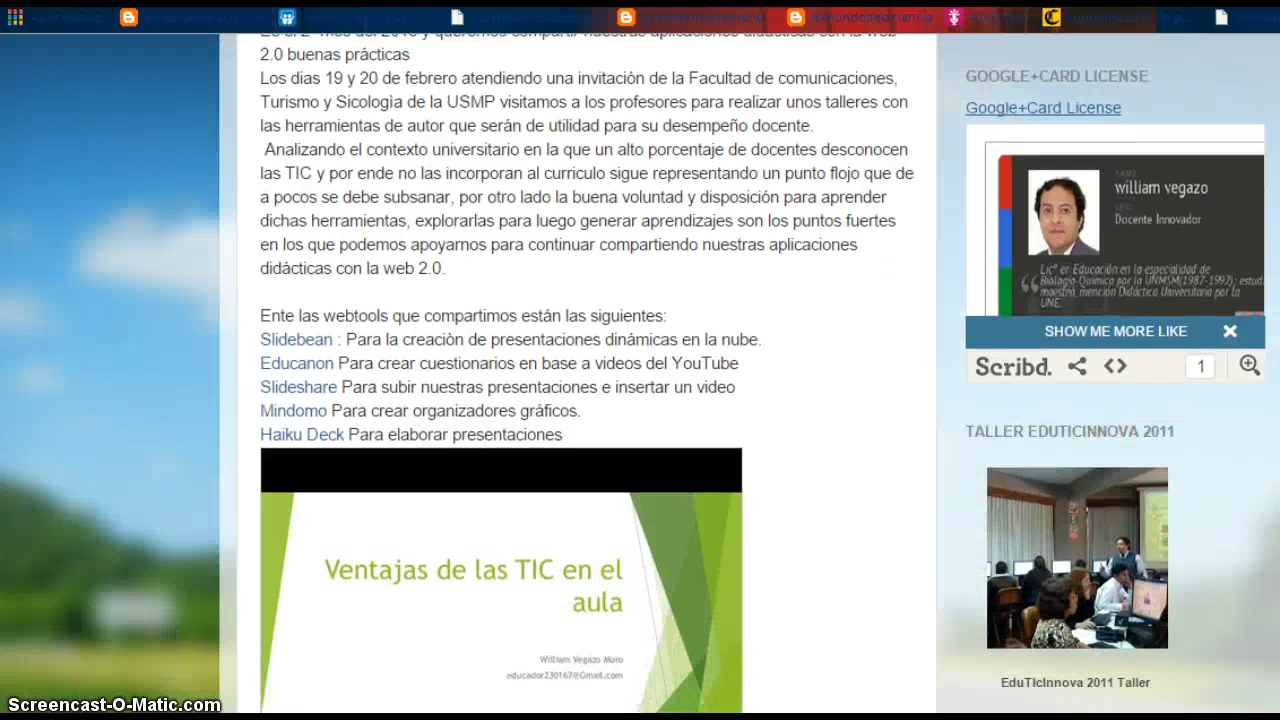 2.0 buenas prácticas
Los dias 19 y 20 de febrero atendiendo una invitación de la Facultad de comunicaciones,
Turismo y Sicologìa de la USMP visitamos a los profesores para realizar unos talleres con
las herramientas de autor que serán de utilidad para su desempeño docente.
Analizando el contexto universitario en la que un alto porcentaje de docentes desconocen
las TIC y por ende no las incorporan al curriculo sigue representando un punto flojo que de
a pocos se debe subsanar, por otro lado la buena voluntad y disposición para aprender
dichas herramientas, explorarlas para luego generar aprendizajes son los puntos fuertes
en los que podemos apoyarnos para continuar compartiendo nuestras aplicaciones
didácticas con la web 2.0.
Ente las webtools que compartimos están las siguientes:
Slidebean : Para la creaciòn de presentaciones dinámicas en la nube.
Educanon Para crear cuestionarios en base a videos del YouTube
Slideshare Para subir nuestras presentaciones e insertar un video
Mindomo Para crear organizadores gráficos.
Haiku Deck Para elaborar presentaciones
Ventajas de las TIC en el
aula
William Vegazo Muro
educador230167@Gmail.com
GOOGLE+CARD LICENSE
Google+Card License
william vegazo
Docente Innovador
Licº er Educación en la especialidad de
Biologia-Química por la UNMSM(1987-1992); estud
maestrò, mención Didáctica Universitaria por la
UNE.
SHOW ME MORE LIKE
Scribd.
1
TALLER EDUTICINNOVA 2011
EduTicInnova 2011 Taller
Screencast-O-Matic.com